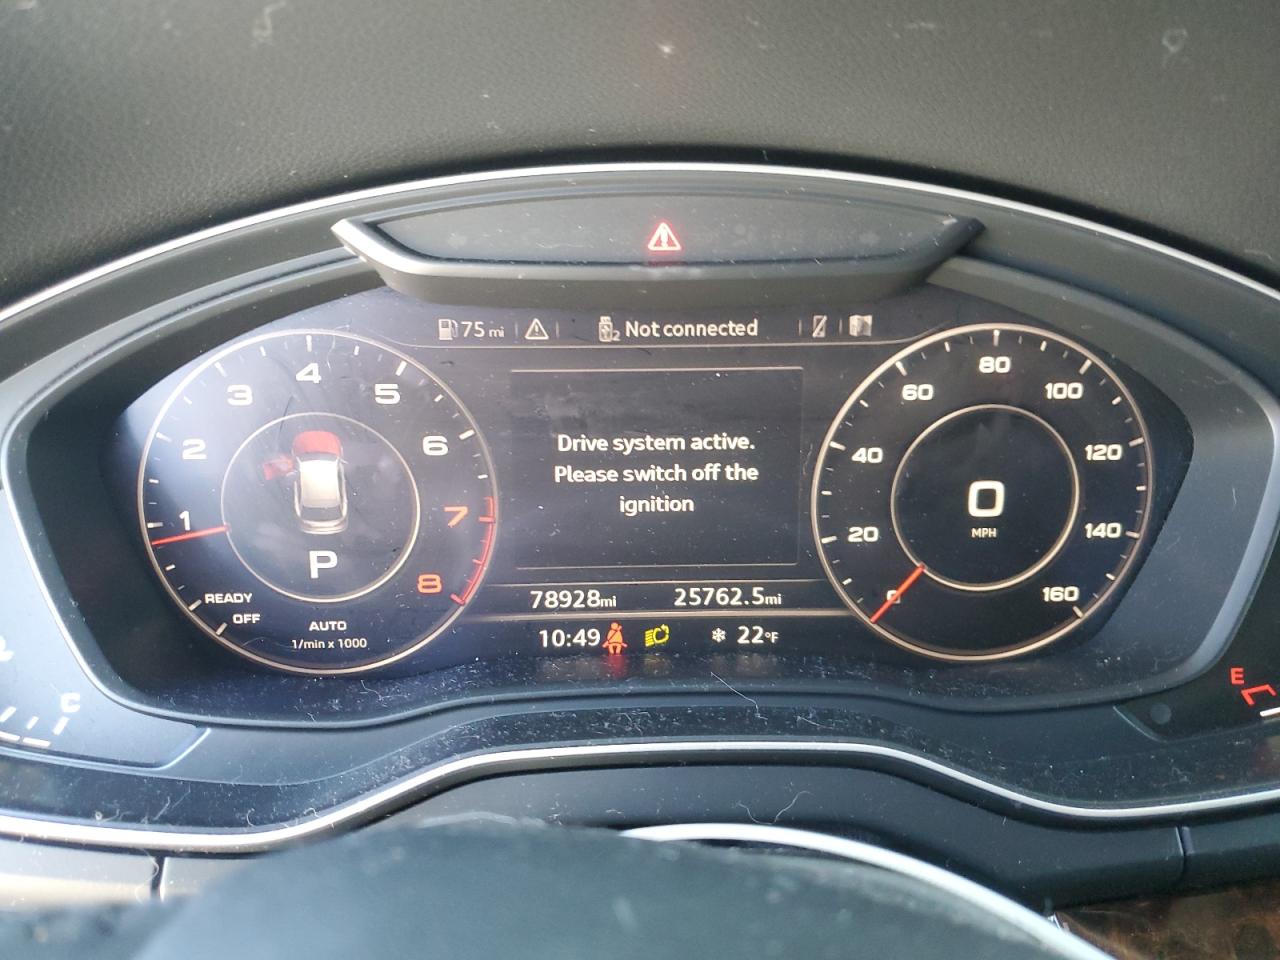 75 mi
2 Not connected
1
2
3
4
5
6
7
8
P
READY
OFF
AUTO
1/min x 1000
Drive system active.
Please switch off the
ignition
78928mi 25762.5mi
10:49 22°F
20
40
60
80
100
120
140
160
0
MPH
C
E